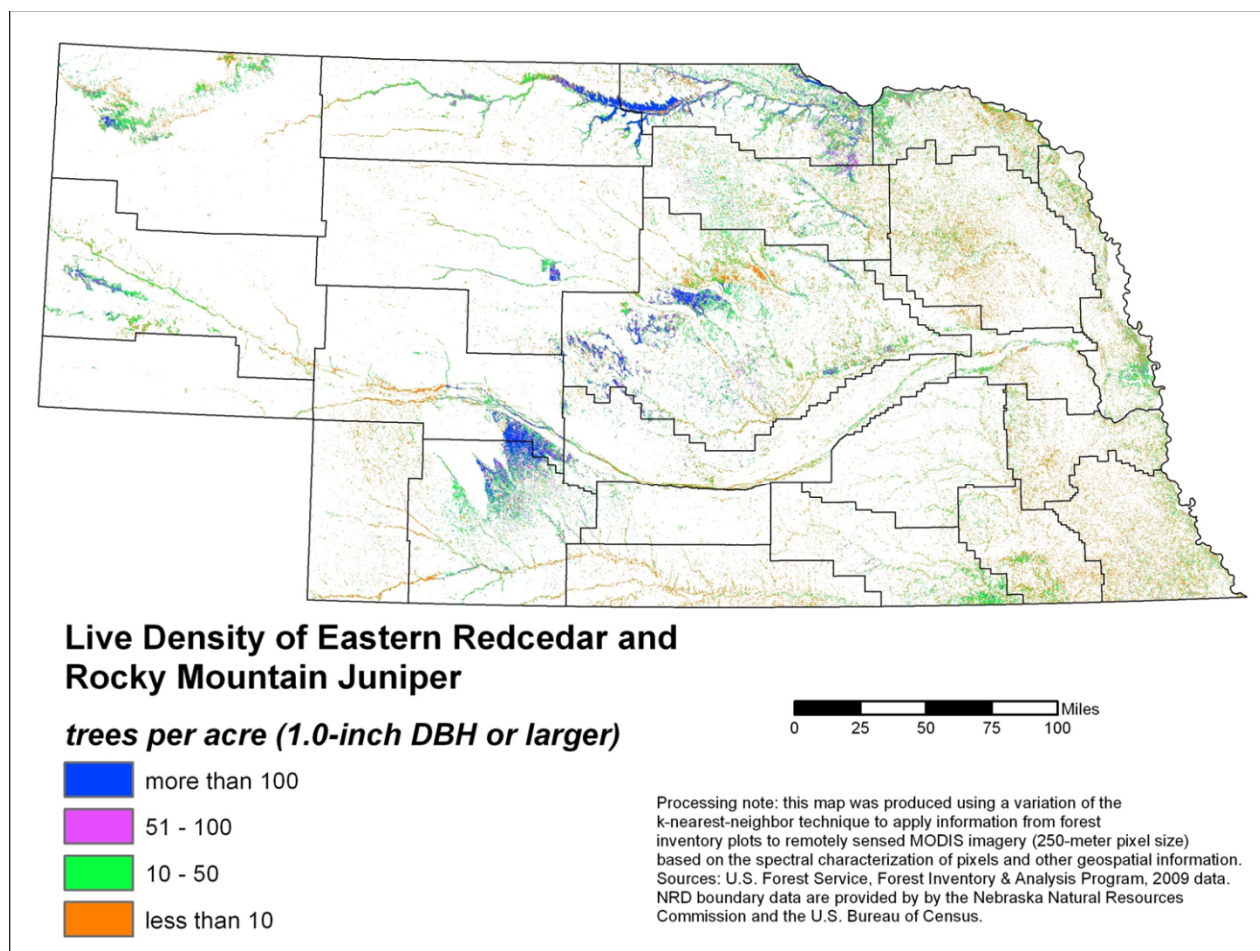 Live Density of Eastern Redcedar and
Rocky Mountain Juniper
trees per acre (1.0-inch DBH or larger)
more than 100
51 - 100
10 - 50
less than 10
Miles
0 25 50 75 100
Processing note: this map was produced using a variation of the
k-nearest-neighbor technique to apply information from forest
inventory plots to remotely sensed MODIS imagery (250-meter pixel size)
based on the spectral characterization of pixels and other geospatial information.
Sources: U.S. Forest Service, Forest Inventory & Analysis Program, 2009 data.
NRD boundary data are provided by by the Nebraska Natural Resources
Commission and the U.S. Bureau of Census.